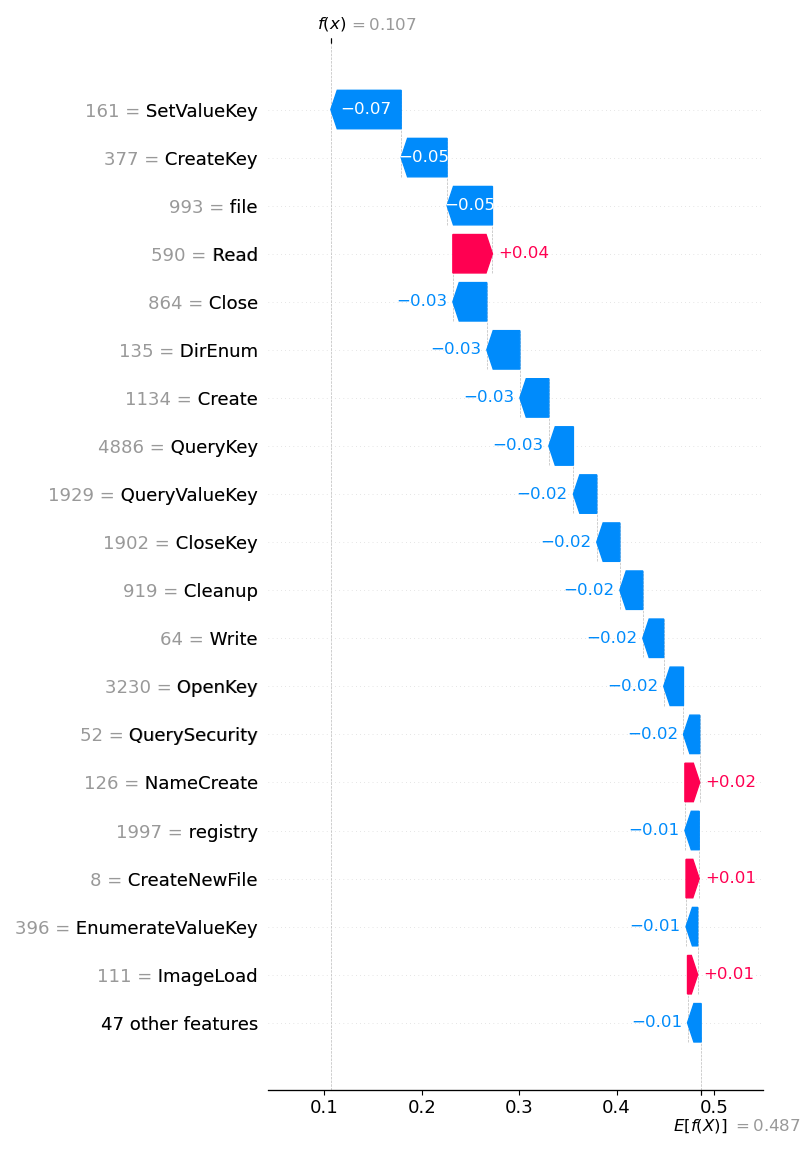 f(x) = 0.107
161 = SetValueKey −0.07
377 = CreateKey −0.05
993 = file −0.05
590 = Read +0.04
864 = Close −0.03
135 = DirEnum −0.03
1134 = Create −0.03
4886 = QueryKey −0.03
1929 = QueryValueKey −0.02
1902 = CloseKey −0.02
919 = Cleanup −0.02
64 = Write −0.02
3230 = OpenKey −0.02
52 = QuerySecurity −0.02
126 = NameCreate +0.02
1997 = registry −0.01
8 = CreateNewFile +0.01
396 = EnumerateValueKey −0.01
111 = ImageLoad +0.01
47 other features −0.01
0.1 0.2 0.3 0.4 0.5
E[f(X)] = 0.487